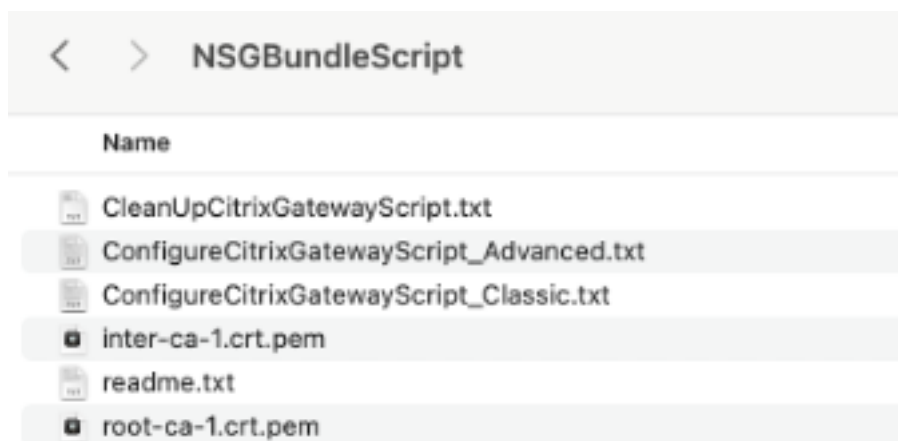 NSGBundleScript
Name
CleanUpCitrixGatewayScript.txt
ConfigureCitrixGatewayScript_Advanced.txt
ConfigureCitrixGatewayScript_Classic.txt
inter-ca-1.crt.pem
readme.txt
root-ca-1.crt.pem